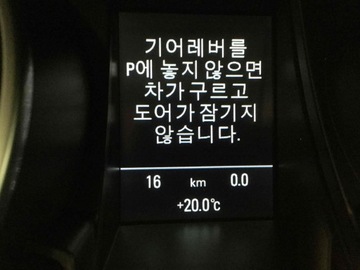 기어레버를
P에 놓지 않으면
차가 구르고
도어가 잠기지
않습니다.
16 km 0.0
+20.0℃